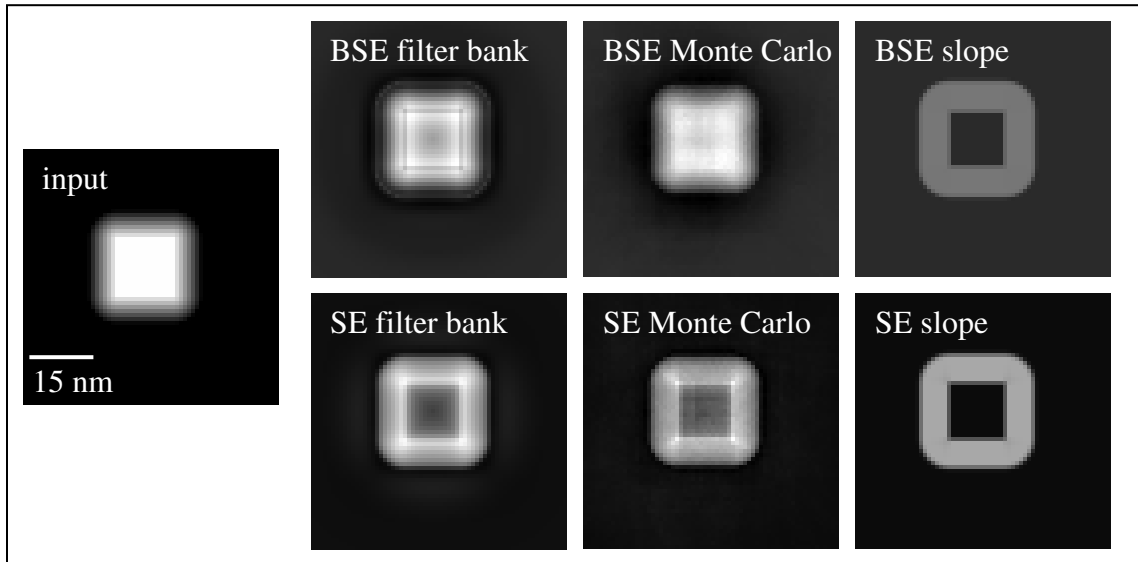 input
15 nm
BSE filter bank
BSE Monte Carlo
BSE slope
SE filter bank
SE Monte Carlo
SE slope